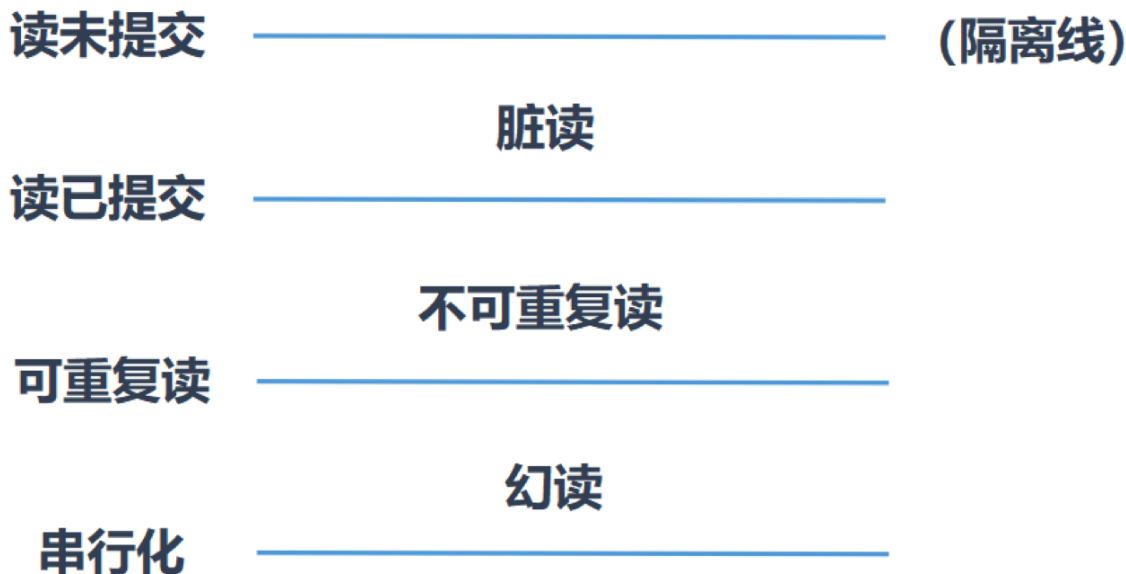 读未提交 (隔离线)
脏读
读已提交
不可重复读
可重复读
幻读
串行化